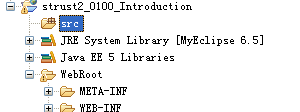 strust2_0100_Introduction
src
JRE System Library [MyEclipse 6.5]
Java EE 5 Libraries
WebRoot
META-INF
WEB-INF